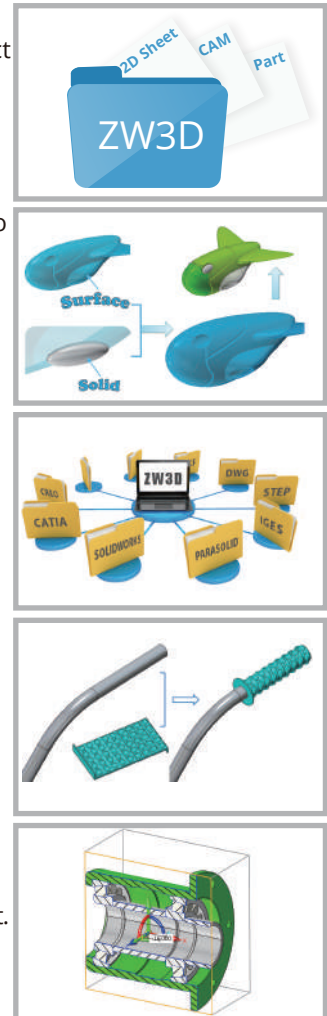 2D Sheet
CAM
Part
ZW3D
Surface
Solid
ZW3D
DWG
STEP
IGES
PARASOLID
SOLIDWORKS
CATIA
t.